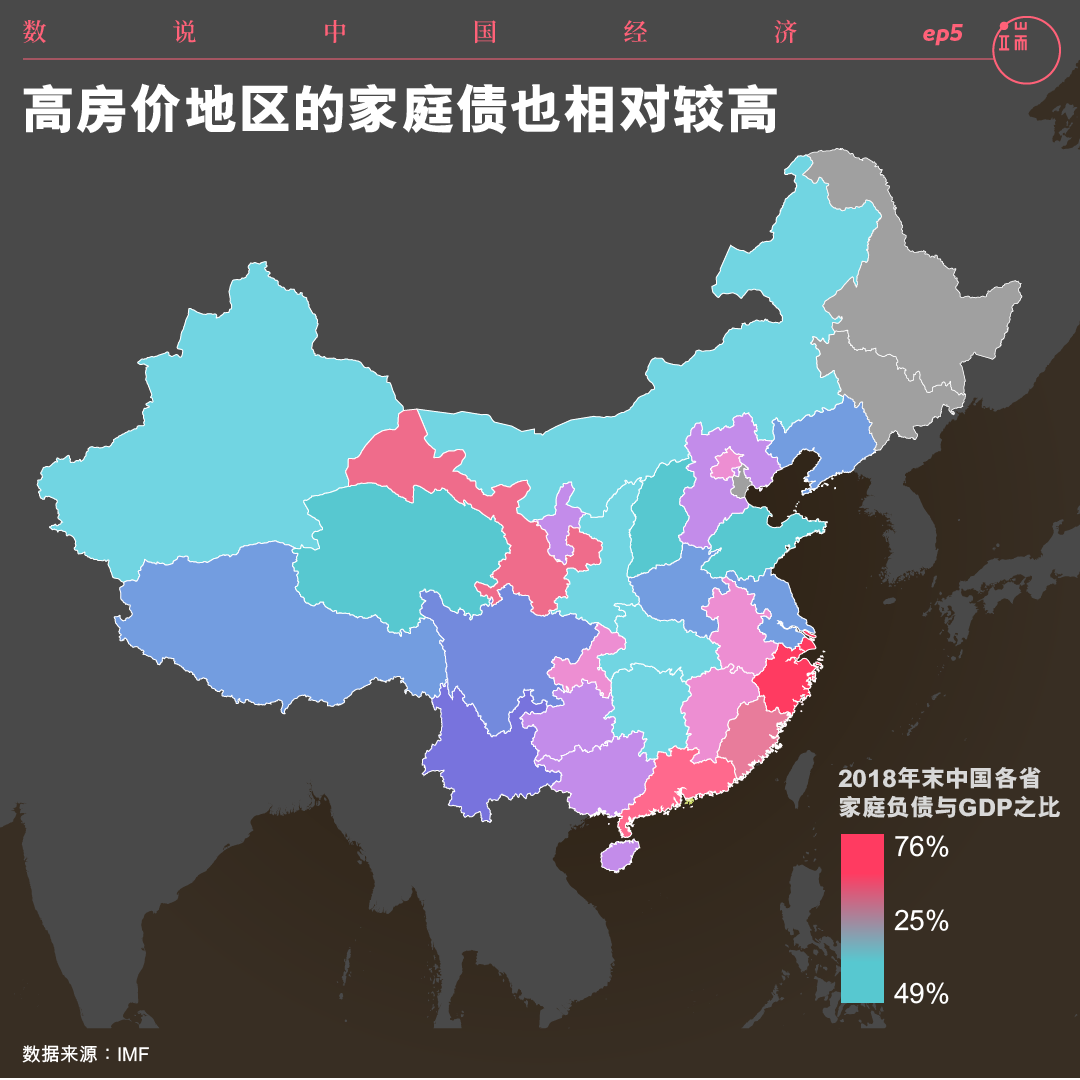 数说中国经济 ep5 端
高房价地区的家庭债也相对较高
2018年末中国各省
家庭负债与GDP之比
76%
25%
49%
数据来源：IMF